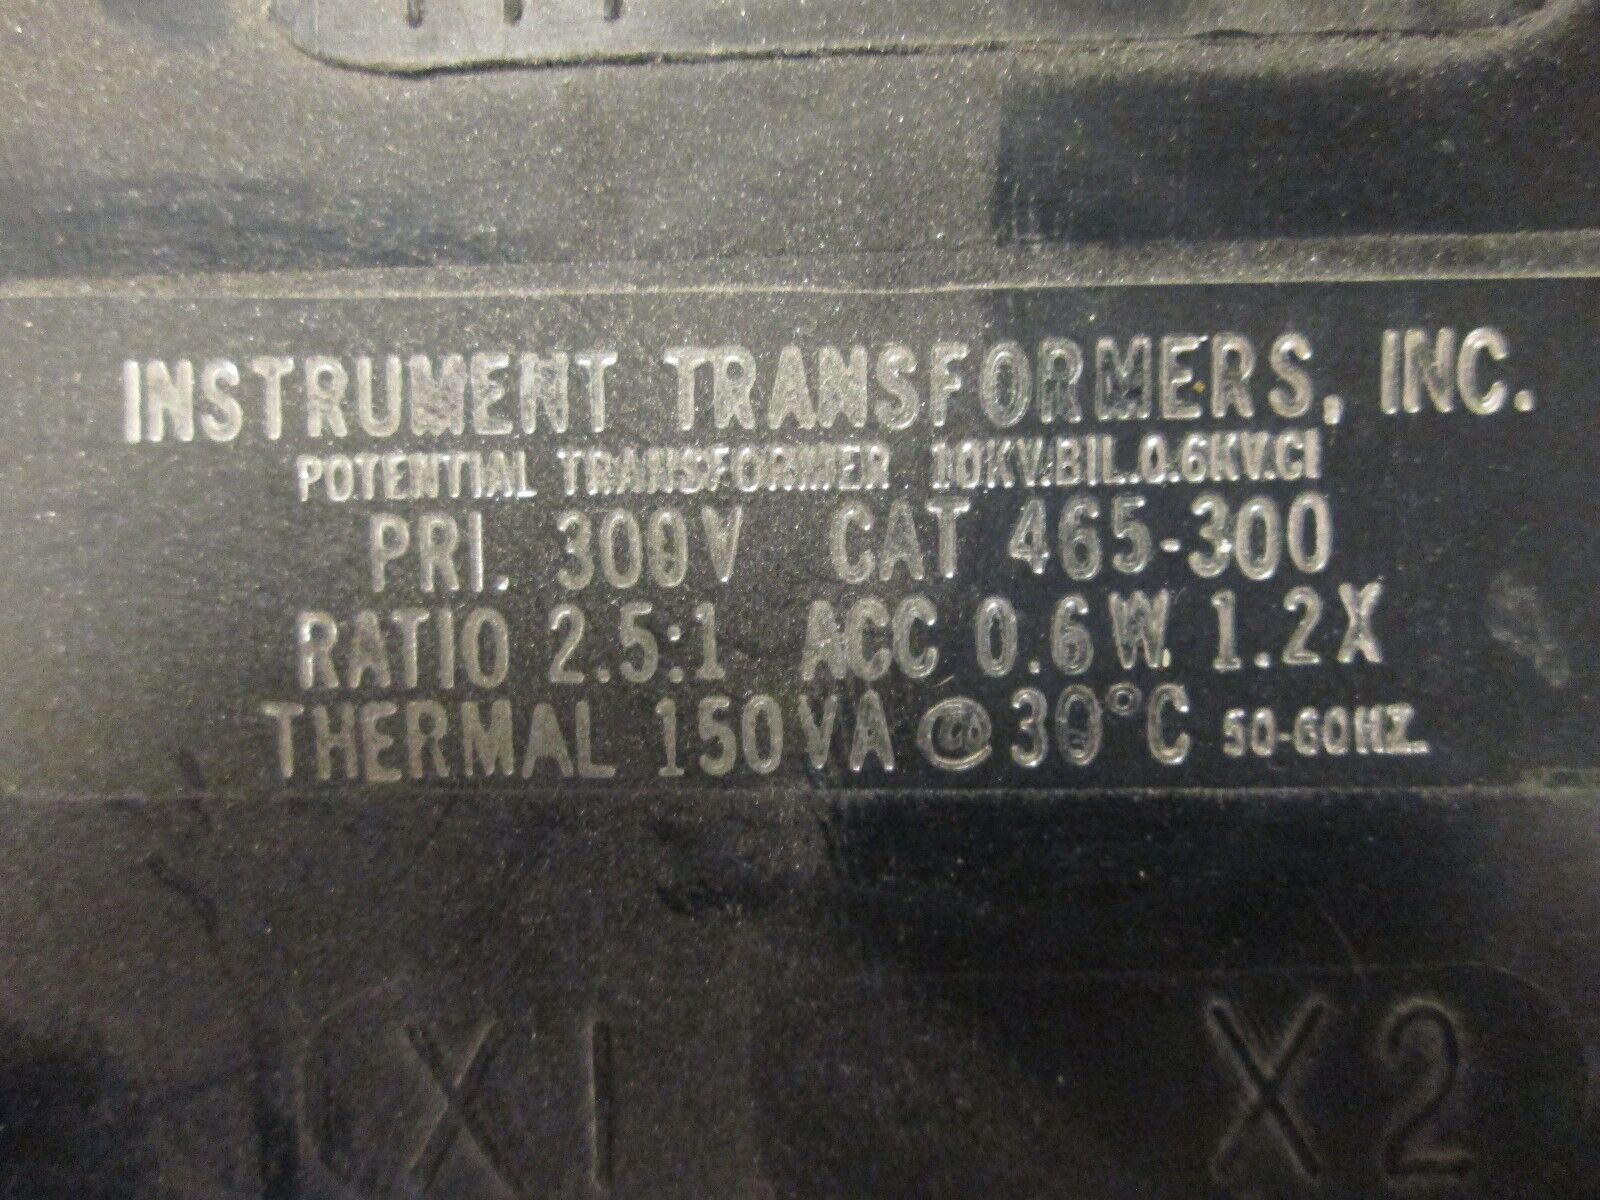 INSTRUMENT TRANSFORMERS, INC.
POTENTIAL TRANSFORMER 10KV.BIL.0.6KV.CI
PRI. 300V CAT 465-300
RATIO 2.5:1 ACC 0.6 W. 1.2X
THERMAL 150VA @ 30°C 50-60HZ.
X1 X2